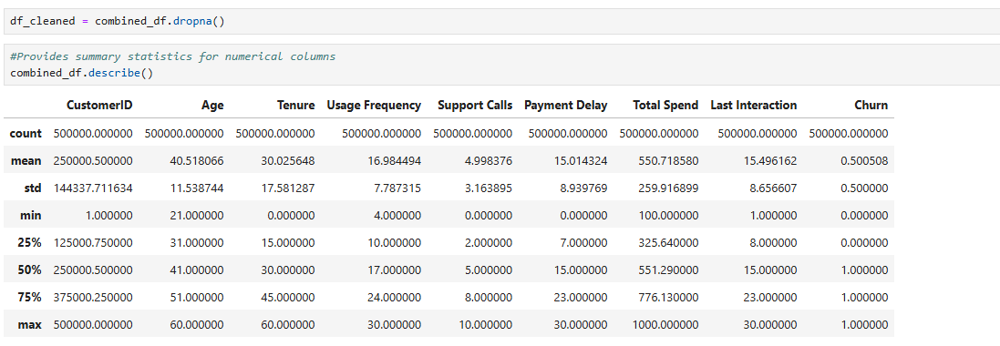 df_cleaned = combined_df.dropna()
#Provides summary statistics for numerical columns
combined_df.describe()
CustomerID Age Tenure Usage Frequency Support Calls Payment Delay Total Spend Last Interaction Churn
count 500000.000000 500000.000000 500000.000000 500000.000000 500000.000000 500000.000000 500000.000000 500000.000000 500000.000000
mean 250000.500000 40.518066 30.025648 16.984494 4.998376 15.014324 550.718580 15.496162 0.500508
std 144337.711634 11.538744 17.581287 7.787315 3.163895 8.939769 259.916899 8.656607 0.500000
min 1.000000 21.000000 0.000000 4.000000 0.000000 0.000000 100.000000 1.000000 0.000000
25% 125000.750000 31.000000 15.000000 10.000000 2.000000 7.000000 325.640000 8.000000 0.000000
50% 250000.500000 41.000000 30.000000 17.000000 5.000000 15.000000 551.290000 15.000000 1.000000
75% 375000.250000 51.000000 45.000000 24.000000 8.000000 23.000000 776.130000 23.000000 1.000000
max 500000.000000 60.000000 60.000000 30.000000 10.000000 30.000000 1000.000000 30.000000 1.000000